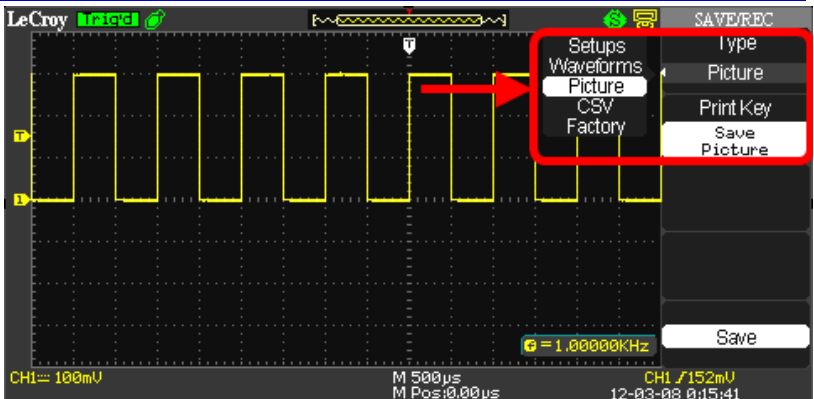 LeCroy Trig'd S SAVE/REC
T
Setups
Waveforms
Picture
CSV
Factory
Type
Picture
Print Key
Save
Picture
T
1
f =1.00000KHz
Save
CH1 100mV
M 500µs
M Pos:0.00µs
CH1 152mV
12-03-08 0:15:41